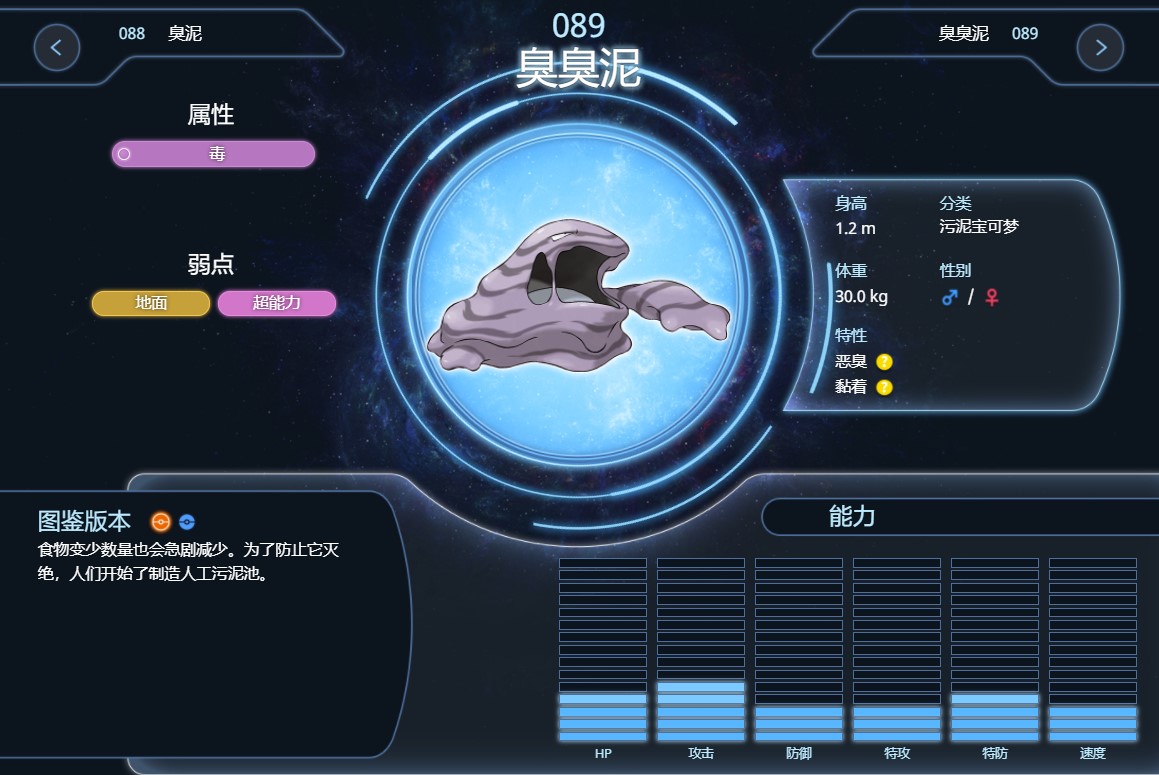 088 臭泥
089
臭臭泥
臭臭泥 089
属性
毒
弱点
地面 超能力
身高 分类
1.2 m 污泥宝可梦
体重 性别
30.0 kg ♂ / ♀
特性
恶臭 ?
黏着 ?
图鉴版本
食物变少数量也会急剧减少。为了防止它灭
绝，人们开始了制造人工污泥池。
能力
HP 攻击 防御 特攻 特防 速度